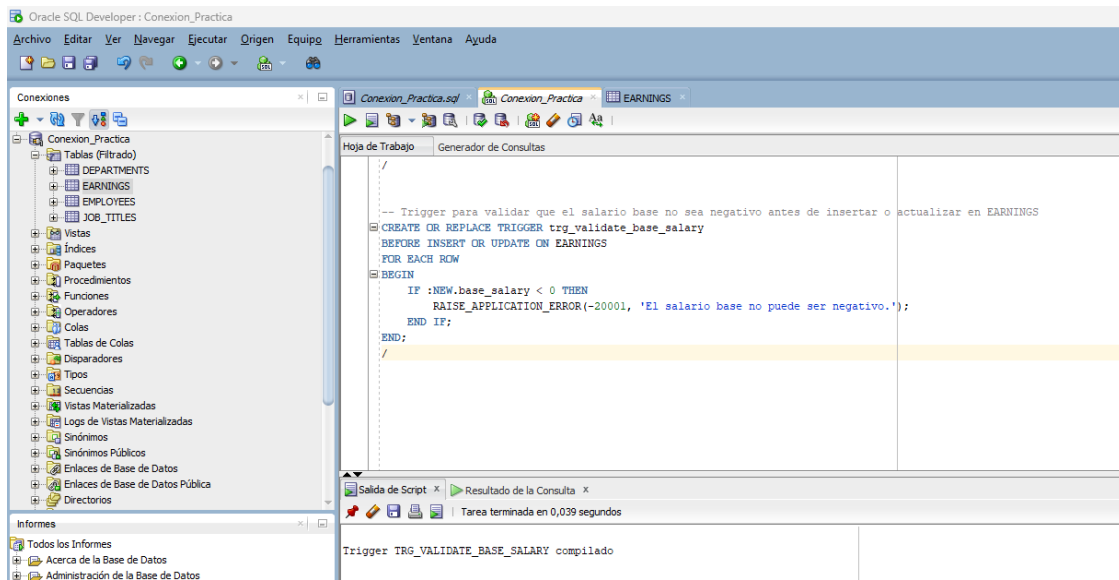 Oracle SQL Developer : Conexion_Practica
Archivo Editar Ver Navegar Ejecutar Origen Equipo Herramientas Ventana Ayuda
Conexiones
Conexion_Practica
Tablas (Filtrado)
DEPARTMENTS
EARNINGS
EMPLOYEES
JOB_TITLES
Vistas
Índices
Paquetes
Procedimientos
Funciones
Operadores
Colas
Tablas de Colas
Disparadores
Tipos
Secuencias
Vistas Materializadas
Logs de Vistas Materializadas
Sinónimos
Sinónimos Públicos
Enlaces de Base de Datos
Enlaces de Base de Datos Pública
Directorios
Informes
Todos los Informes
Acerca de la Base de Datos
Administración de la Base de Datos
Conexion_Practica.sql Conexion_Practica EARNINGS
Hoja de Trabajo Generador de Consultas
/
-- Trigger para validar que el salario base no sea negativo antes de insertar o actualizar en EARNINGS
CREATE OR REPLACE TRIGGER trg_validate_base_salary
BEFORE INSERT OR UPDATE ON EARNINGS
FOR EACH ROW
BEGIN
IF :NEW.base_salary < 0 THEN
RAISE_APPLICATION_ERROR(-20001, 'El salario base no puede ser negativo.');
END IF;
END;
/
Salida de Script x Resultado de la Consulta x
Tarea terminada en 0,039 segundos
Trigger TRG_VALIDATE_BASE_SALARY compilado